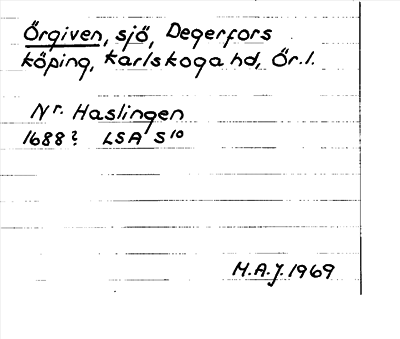 Örgiven, sjö, Degerfors
köping, Karlskoga hd, Ör.l.
Nr. Haslingen
1688? LSA S10
H.A.J. 1969